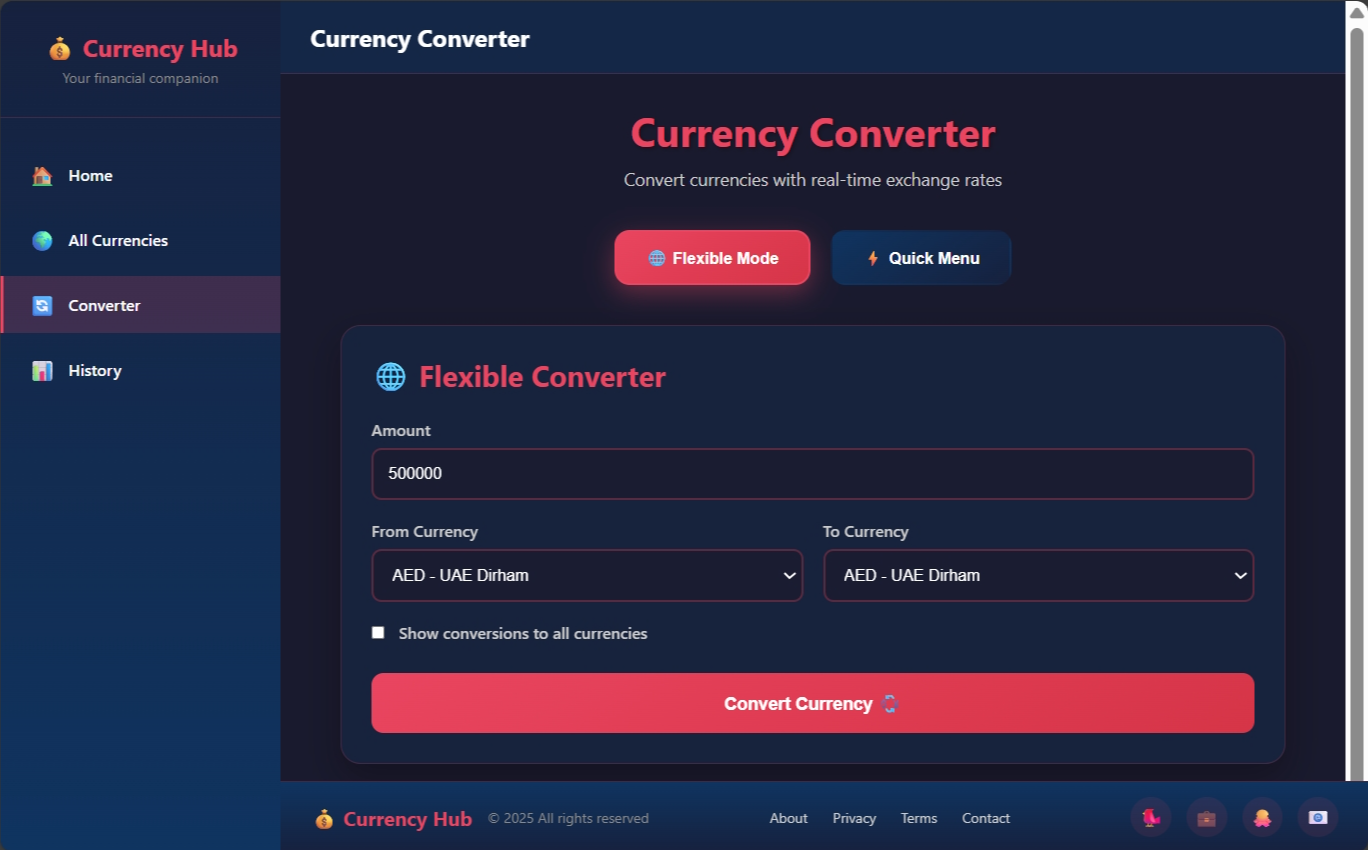 Currency Hub
Your financial companion
Home
All Currencies
Converter
History
Currency Converter
Currency Converter
Convert currencies with real-time exchange rates
Flexible Mode
Quick Menu
Flexible Converter
Amount
500000
From Currency
To Currency
AED - UAE Dirham
AED - UAE Dirham
Show conversions to all currencies
Convert Currency
Currency Hub
© 2025 All rights reserved
About
Privacy
Terms
Contact